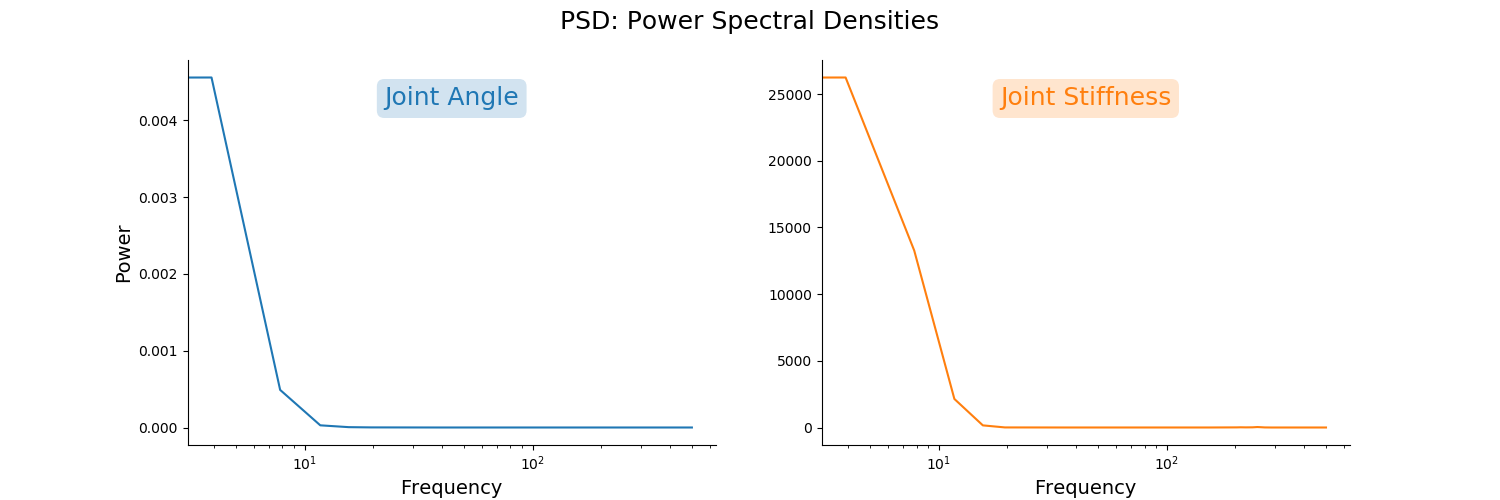 PSD: Power Spectral Densities
Joint Angle
Power
0.004
0.003
0.002
0.001
0.000
10¹
10²
Frequency
Joint Stiffness
25000
20000
15000
10000
5000
0
10¹
10²
Frequency